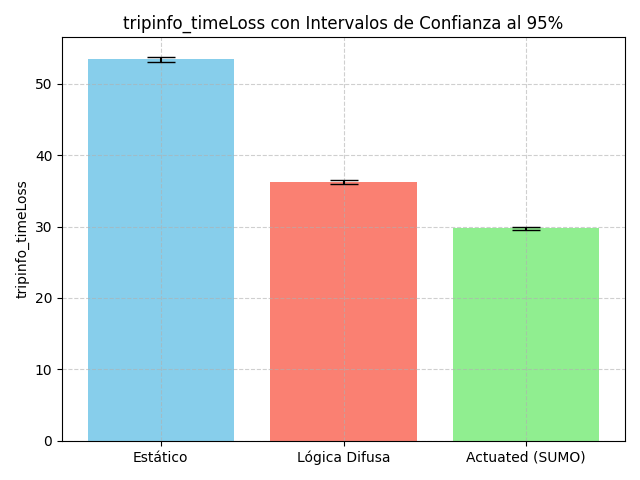 tripinfo_timeLoss con Intervalos de Confianza al 95%
tripinfo_timeLoss
50
40
30
20
10
0
Estático
Lógica Difusa
Actuated (SUMO)